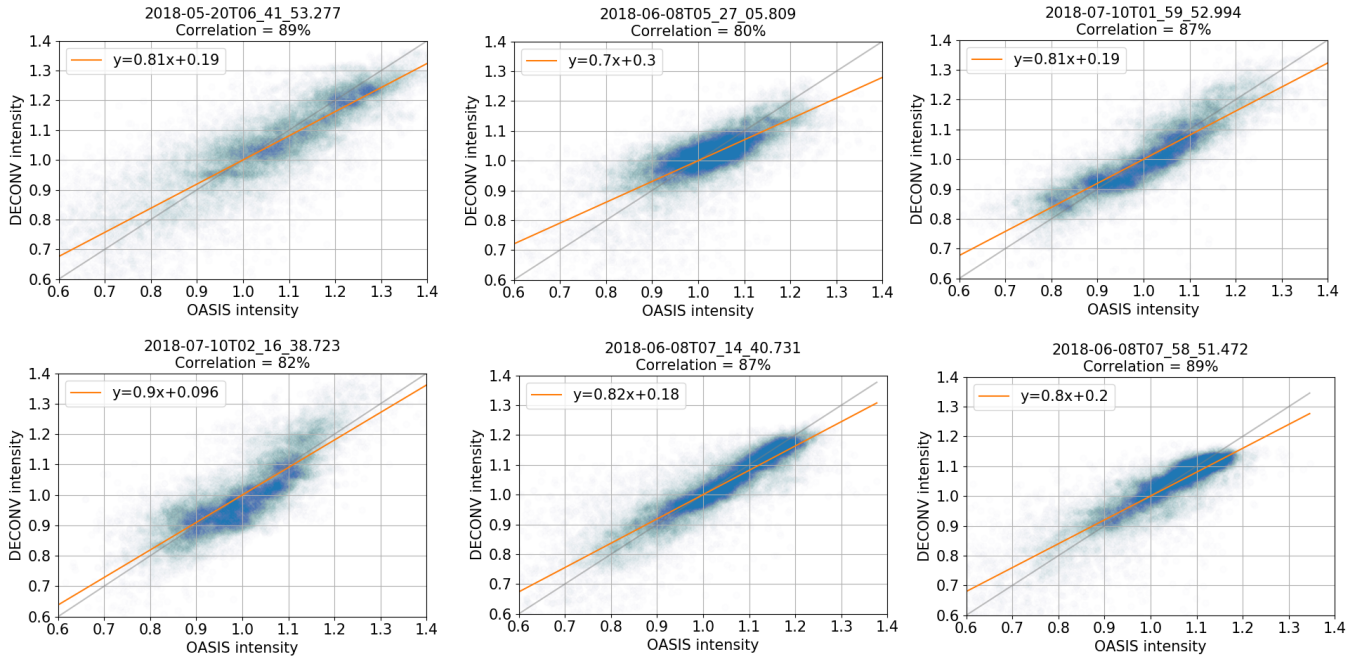 2018-05-20T06_41_53.277
Correlation = 89%
y=0.81x+0.19
DECONV intensity
1.4
1.3
1.2
1.1
1.0
0.9
0.8
0.7
0.6
0.6 0.7 0.8 0.9 1.0 1.1 1.2 1.3 1.4
OASIS intensity
2018-06-08T05_27_05.809
Correlation = 80%
y=0.7x+0.3
DECONV intensity
1.4
1.3
1.2
1.1
1.0
0.9
0.8
0.7
0.6
0.6 0.7 0.8 0.9 1.0 1.1 1.2 1.3 1.4
OASIS intensity
2018-07-10T01_59_52.994
Correlation = 87%
y=0.81x+0.19
DECONV intensity
1.4
1.3
1.2
1.1
1.0
0.9
0.8
0.7
0.6
0.6 0.7 0.8 0.9 1.0 1.1 1.2 1.3 1.4
OASIS intensity
2018-07-10T02_16_38.723
Correlation = 82%
y=0.9x+0.096
DECONV intensity
1.4
1.3
1.2
1.1
1.0
0.9
0.8
0.7
0.6
0.6 0.7 0.8 0.9 1.0 1.1 1.2 1.3 1.4
OASIS intensity
2018-06-08T07_14_40.731
Correlation = 87%
y=0.82x+0.18
DECONV intensity
1.4
1.3
1.2
1.1
1.0
0.9
0.8
0.7
0.6
0.6 0.7 0.8 0.9 1.0 1.1 1.2 1.3 1.4
OASIS intensity
2018-06-08T07_58_51.472
Correlation = 89%
y=0.8x+0.2
DECONV intensity
1.4
1.3
1.2
1.1
1.0
0.9
0.8
0.7
0.6
0.6 0.7 0.8 0.9 1.0 1.1 1.2 1.3 1.4
OASIS intensity